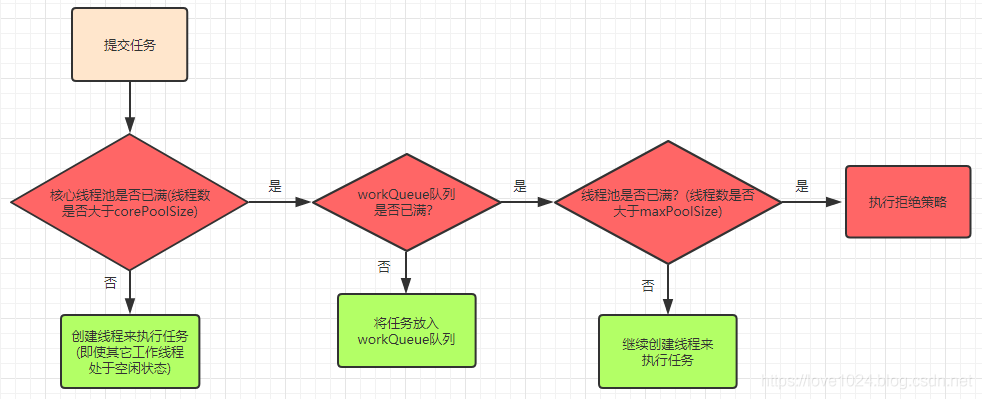 提交任务
核心线程池是否已满(线程数
是否大于corePoolSize)
是
workQueue队列
是否已满?
是
线程池是否已满? (线程数是否
大于maxPoolSize)
是
执行拒绝策略
否
创建线程来执行任务
(即使其它工作线程
处于空闲状态)
否
将任务放入
workQueue队列
否
继续创建线程来
执行任务
https://love1024.blog.csdn.net